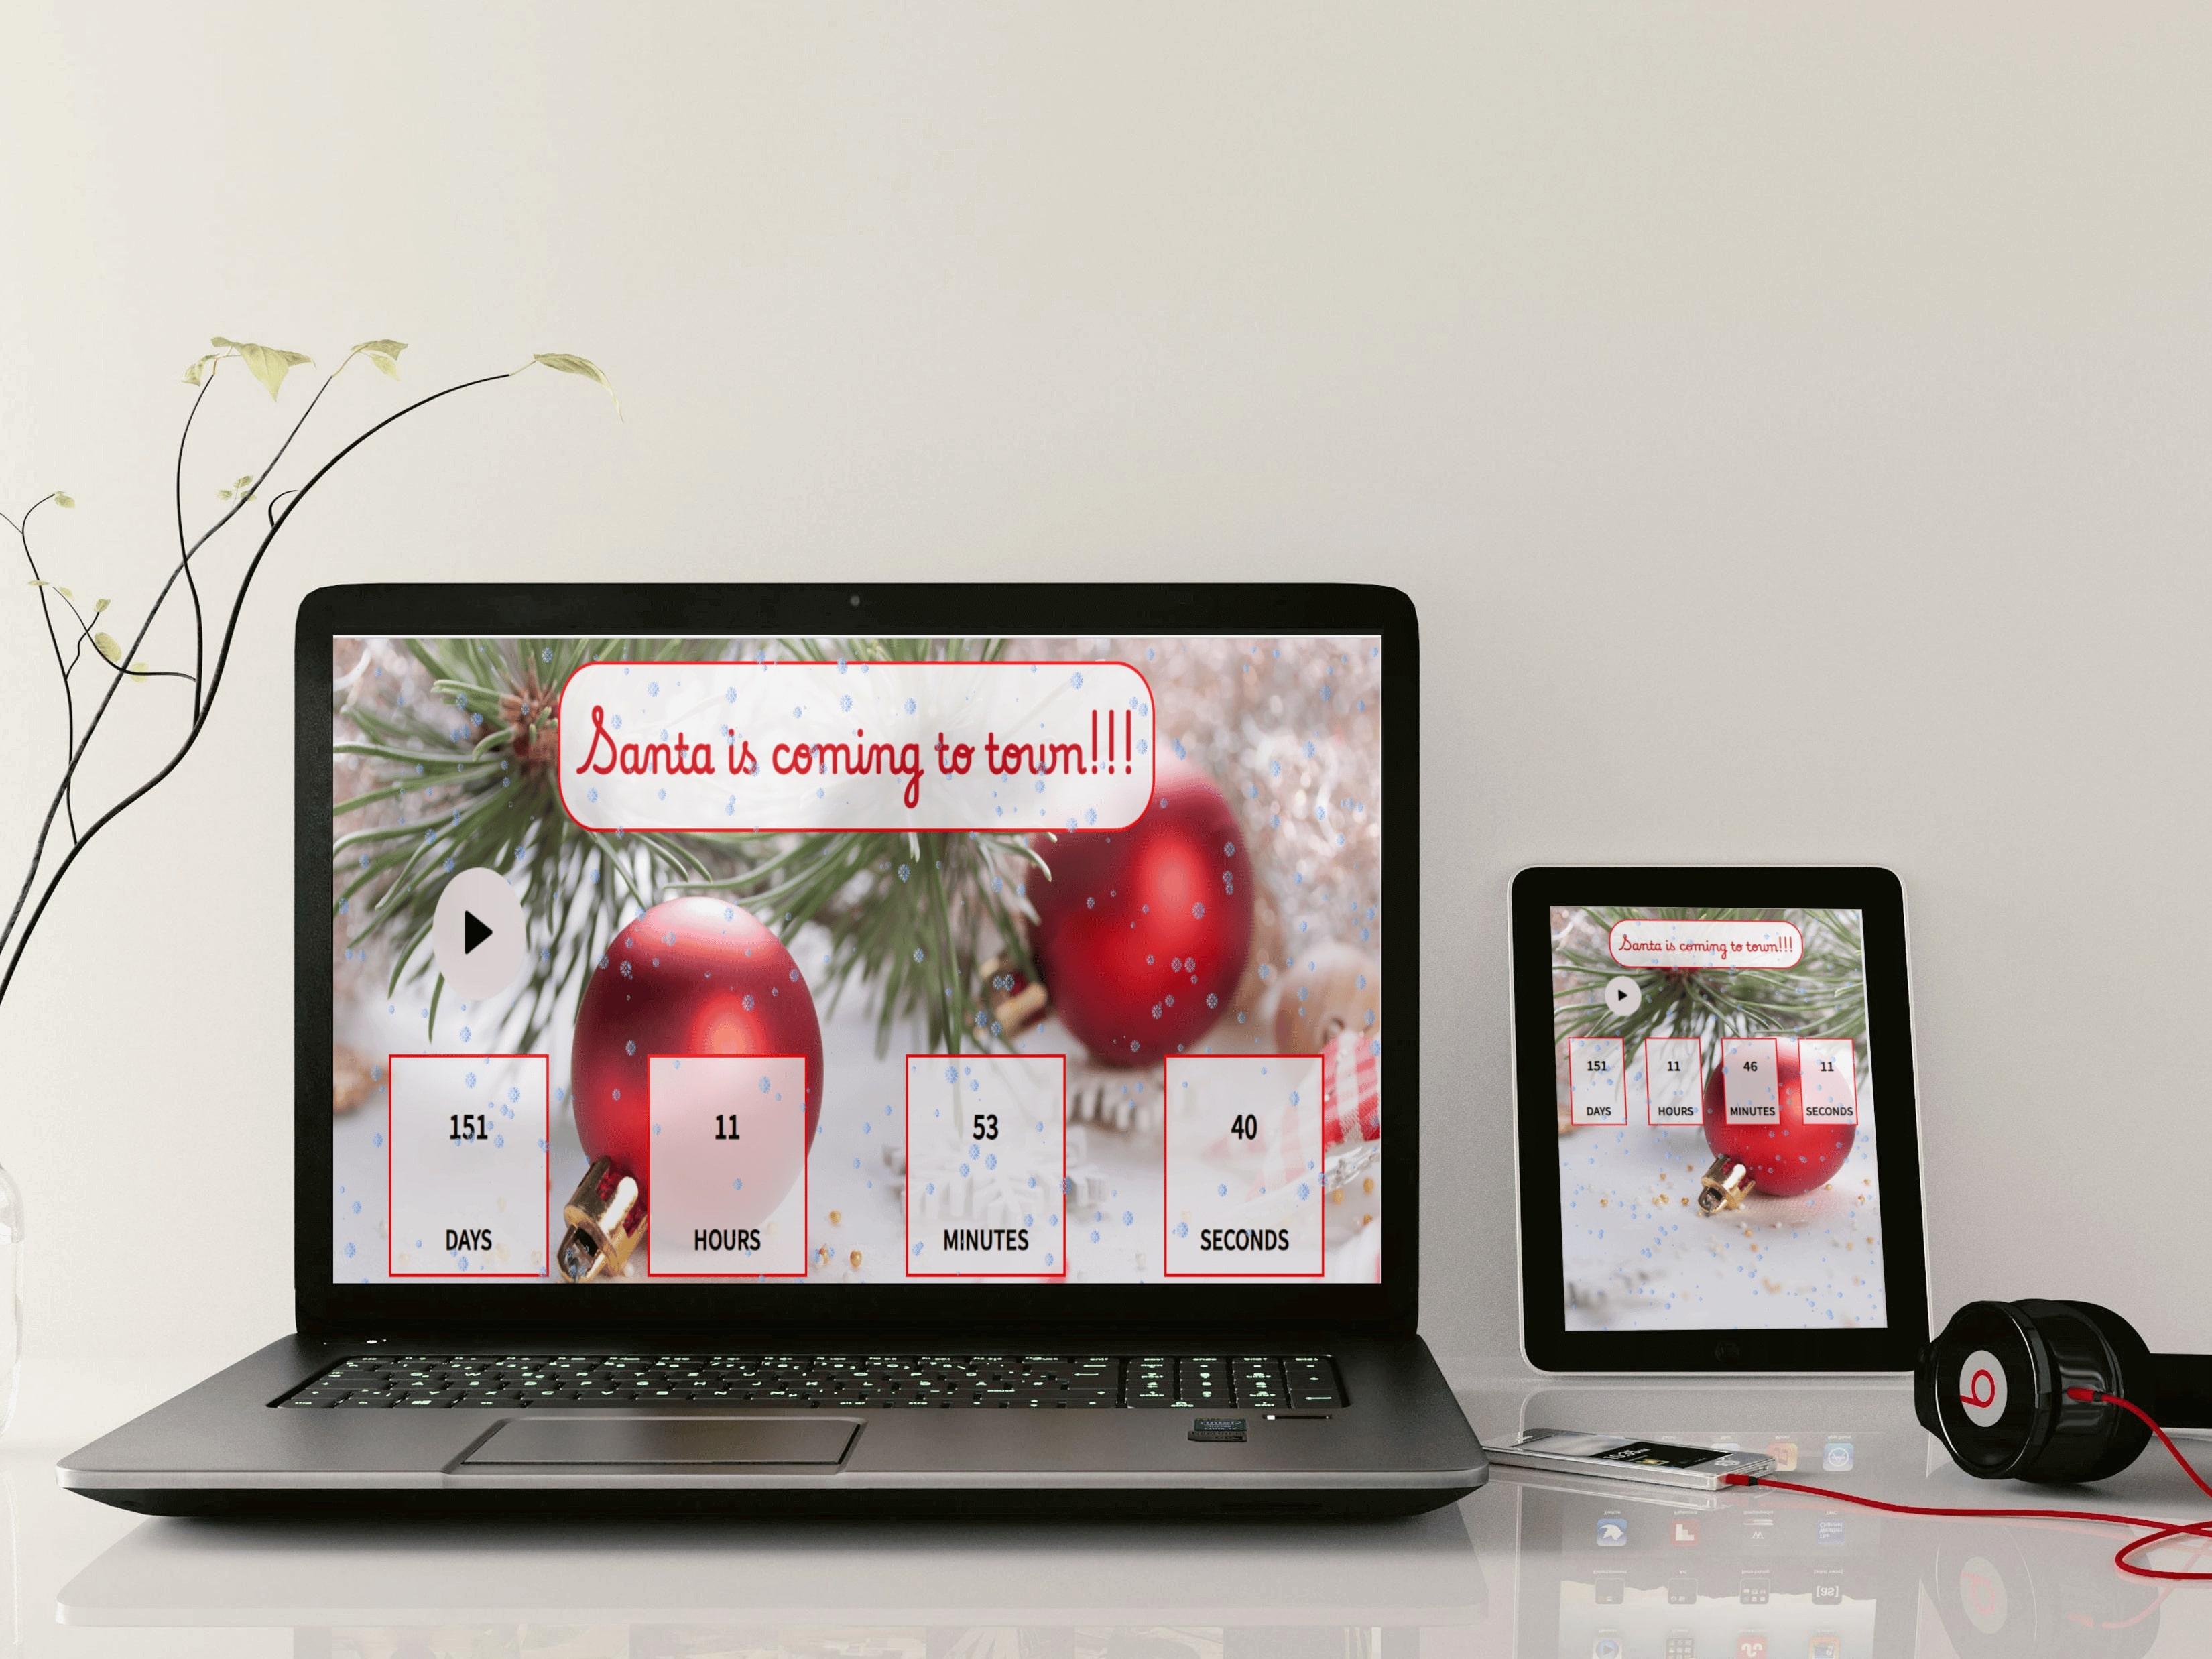 Santa is coming to town!!!
151 11 53 40
DAYS HOURS MINUTES SECONDS
Santa is coming to town!!!
151 11 46 11
DAYS HOURS MINUTES SECONDS